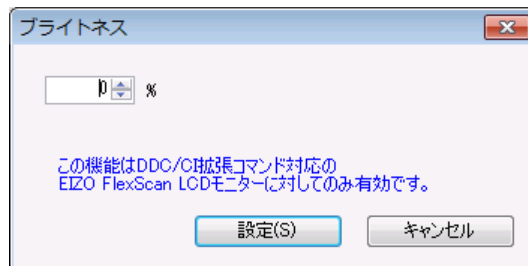 ブライトネス
0 %
この機能はDDC/CI拡張コマンド対応の
EIZO FlexScan LCDモニターに対してのみ有効です。
設定(S) キャンセル